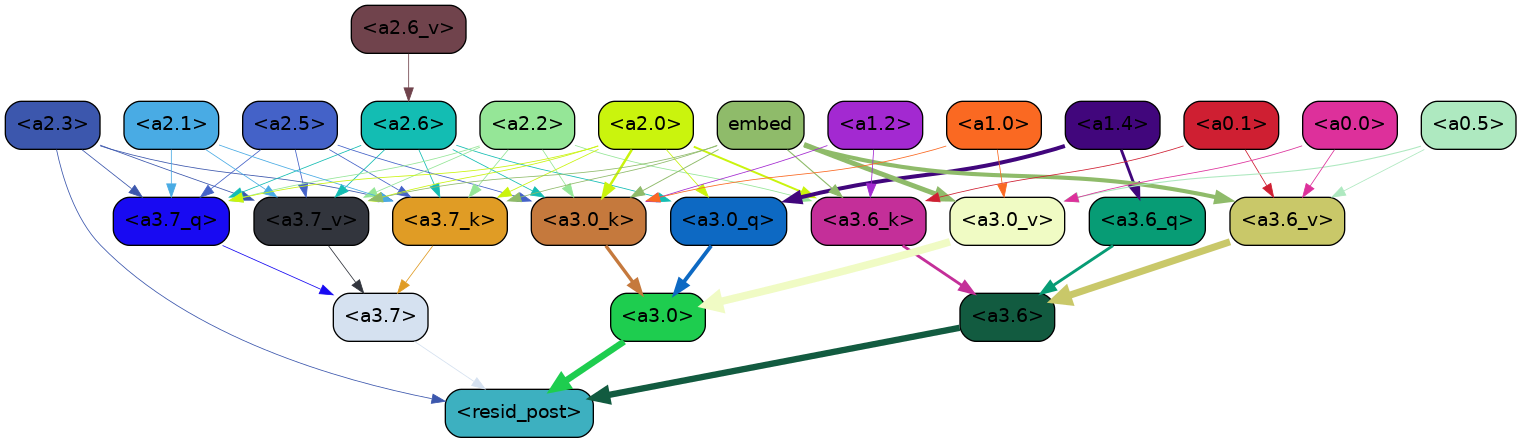 <a2.6_v>
<a2.3> <a2.1> <a2.5> <a2.6> <a2.2> <a2.0> embed <a1.2> <a1.0> <a1.4> <a0.1> <a0.0> <a0.5>
<a3.7_q> <a3.7_v> <a3.7_k> <a3.0_k> <a3.0_q> <a3.6_k> <a3.0_v> <a3.6_q> <a3.6_v>
<a3.7> <a3.0> <a3.6>
<resid_post>